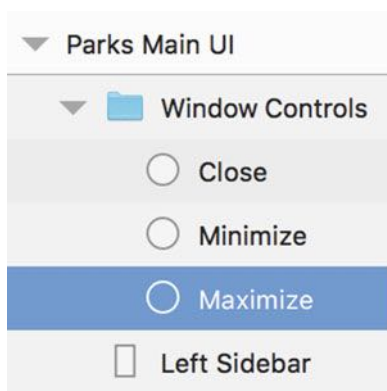 Parks Main UI
Window Controls
Close
Minimize
Maximize
Left Sidebar